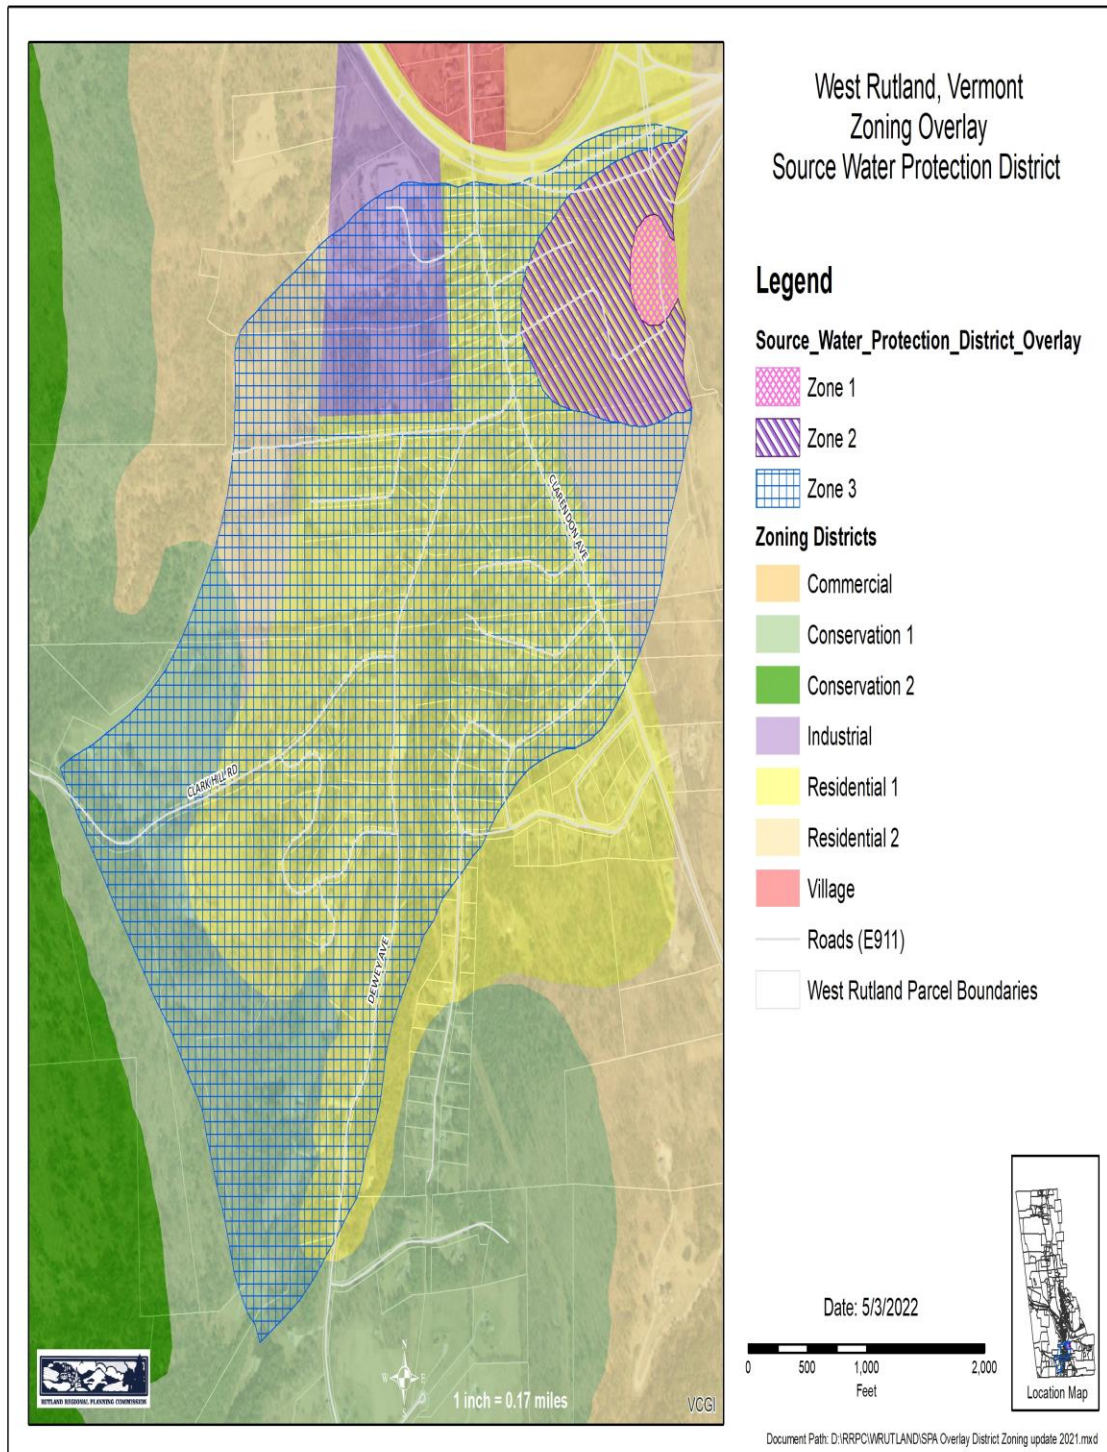 West Rutland, Vermont
Zoning Overlay
Source Water Protection District
Legend
Source_Water_Protection_District_Overlay
Zone 1
Zone 2
Zone 3
Zoning Districts
Commercial
Conservation 1
Conservation 2
Industrial
Residential 1
Residential 2
Village
Roads (E911)
West Rutland Parcel Boundaries
CLARENDON AVE
CLARK HILL RD
DEWEY AVE
Date: 5/3/2022
0 500 1,000 2,000
Feet
Location Map
RUTLAND REGIONAL PLANNING COMMISSION
N
W E
S
1 inch = 0.17 miles
VCGI
Document Path: D:\RRPC\WRUTLAND\SPA Overlay District Zoning update 2021.mxd